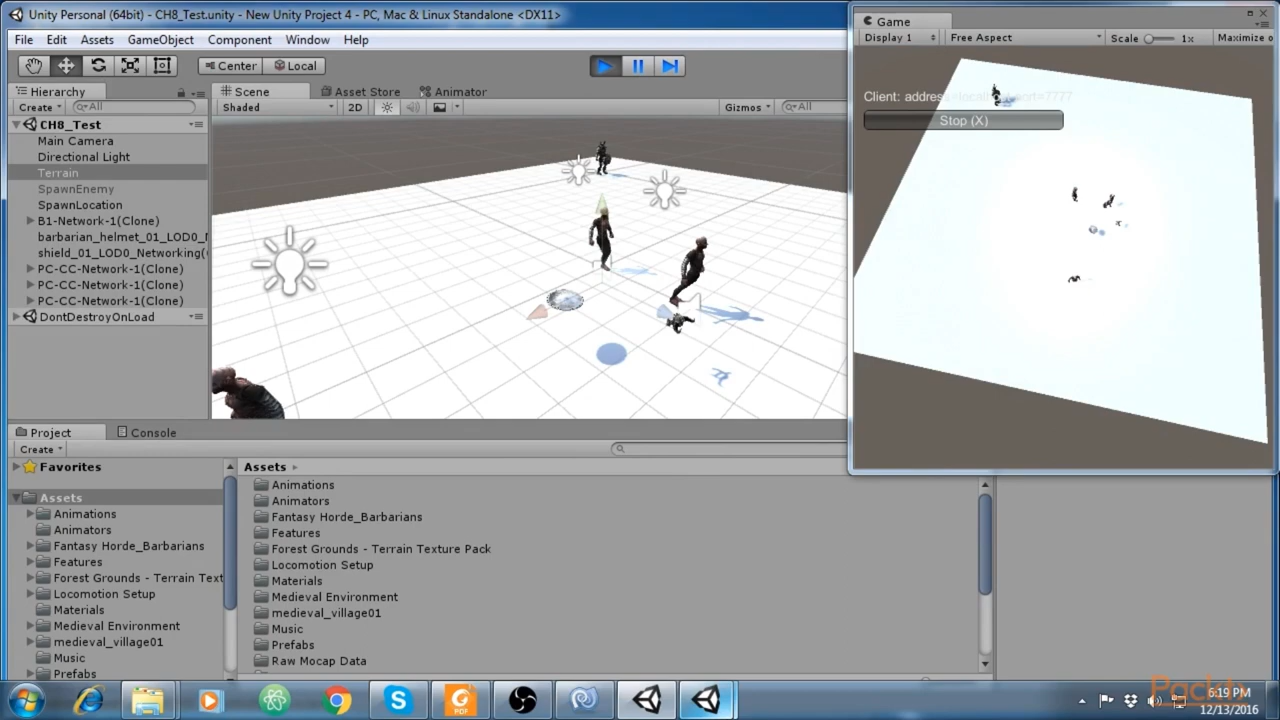 Unity Personal (64bit) - CH8_Test.unity - New Unity Project 4 - PC, Mac & Linux Standalone <DX11>
File Edit Assets GameObject Component Window Help
Center Local
Hierarchy
Create All
CH8_Test
Main Camera
Directional Light
Terrain
SpawnEnemy
SpawnLocation
B1-Network-1(Clone)
barbarian_helmet_01_LOD0_
shield_01_LOD0_Networking(
PC-CC-Network-1(Clone)
PC-CC-Network-1(Clone)
PC-CC-Network-1(Clone)
DontDestroyOnLoad
Scene Asset Store Animator
Shaded 2D Gizmos All
Game
Display 1 Free Aspect Scale 1x Maximize o
Client: address port=7777
Stop (X)
Project Console
Create
Favorites
Assets
Animations
Animators
Fantasy Horde_Barbarians
Features
Forest Grounds - Terrain Text
Locomotion Setup
Materials
Medieval Environment
medieval_village01
Music
Prefabs
Assets
Animations
Animators
Fantasy Horde_Barbarians
Features
Forest Grounds - Terrain Texture Pack
Locomotion Setup
Materials
Medieval Environment
medieval_village01
Music
Prefabs
Raw Mocap Data
PDF
Packt
6:19 PM
12/13/2016